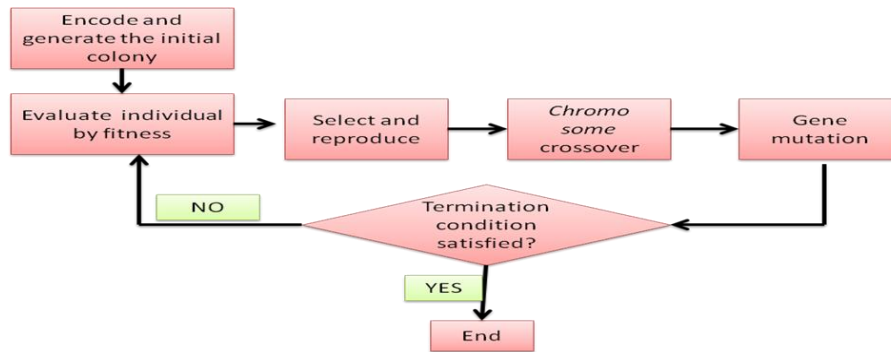 Encode and
generate the initial
colony
Evaluate individual
by fitness
Select and
reproduce
Chromo
some
crossover
Gene
mutation
Termination
condition
satisfied?
NO
YES
End